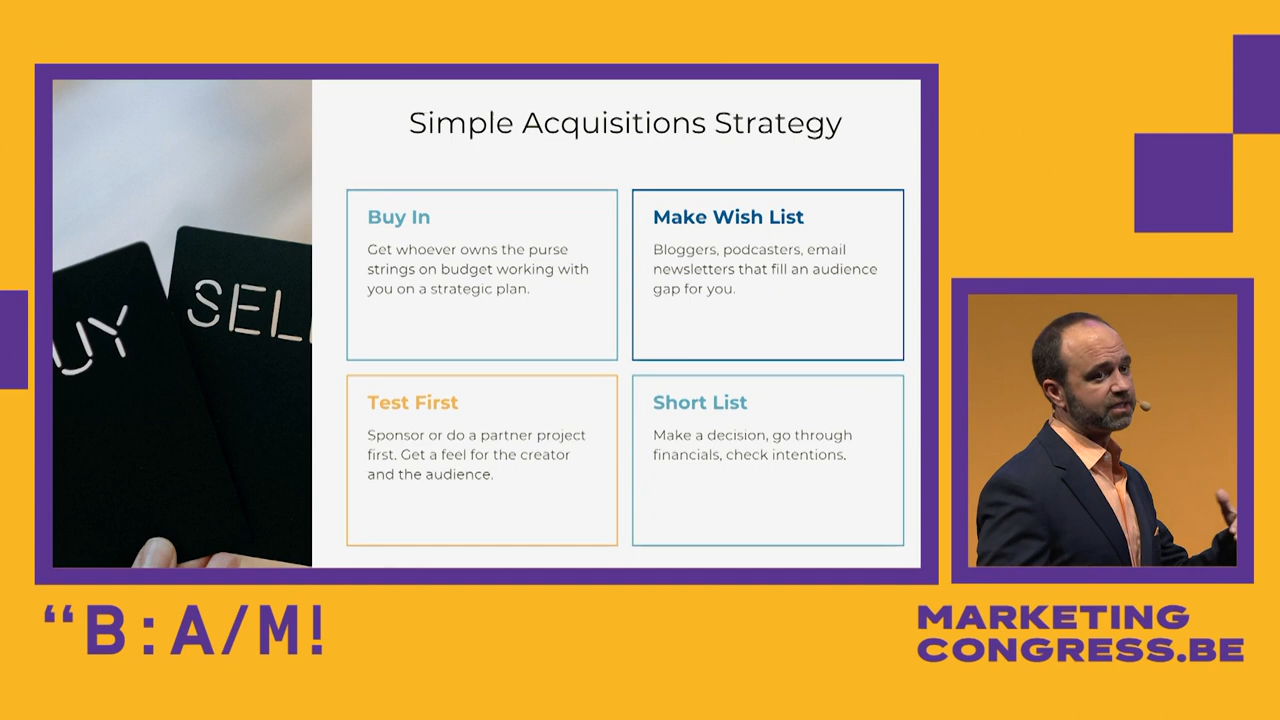 Simple Acquisitions Strategy
Buy In
Get whoever owns the purse
strings on budget working with
you on a strategic plan.
Make Wish List
Bloggers, podcasters, email
newsletters that fill an audience
gap for you.
Test First
Sponsor or do a partner project
first. Get a feel for the creator
and the audience.
Short List
Make a decision, go through
financials, check intentions.
UY
SELL
“B:A/M!
MARKETING
CONGRESS.BE